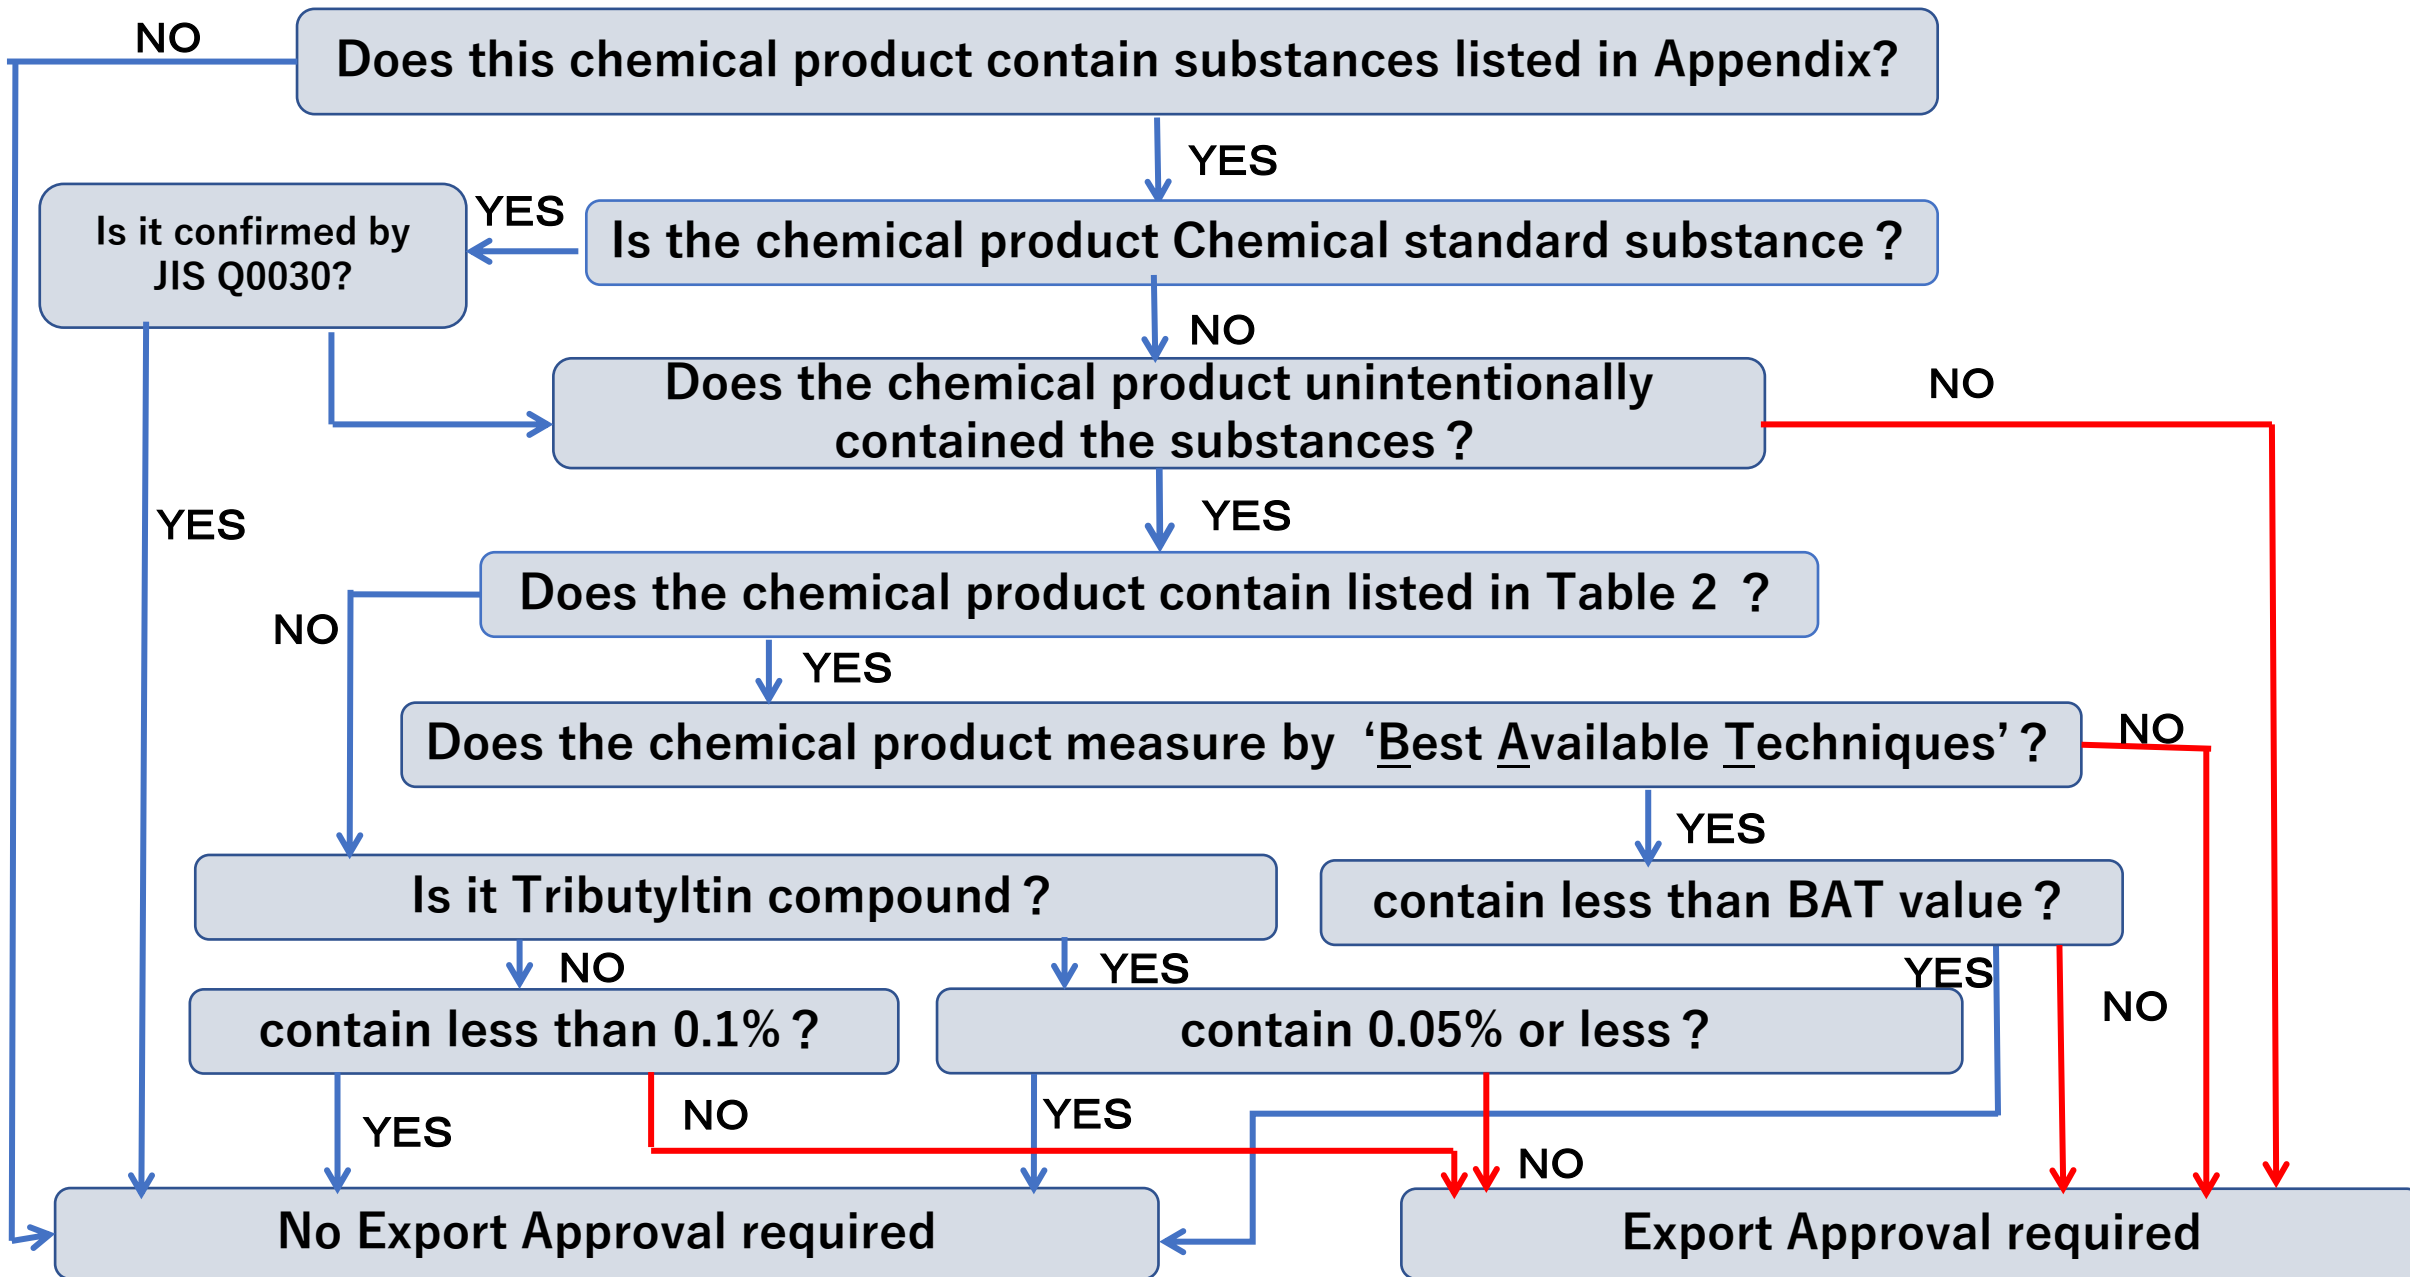 NO
Does this chemical product contain substances listed in Appendix?
YES
Is it confirmed by
JIS Q0030?
YES
Is the chemical product Chemical standard substance？
NO
Does the chemical product unintentionally
contained the substances？
NO
YES
YES
Does the chemical product contain listed in Table 2 ？
NO
YES
Does the chemical product measure by ‘Best Available Techniques’？
NO
YES
Is it Tributyltin compound？
contain less than BAT value？
NO
YES
YES
NO
contain less than 0.1%？
contain 0.05% or less？
YES
NO
YES
NO
No Export Approval required
Export Approval required